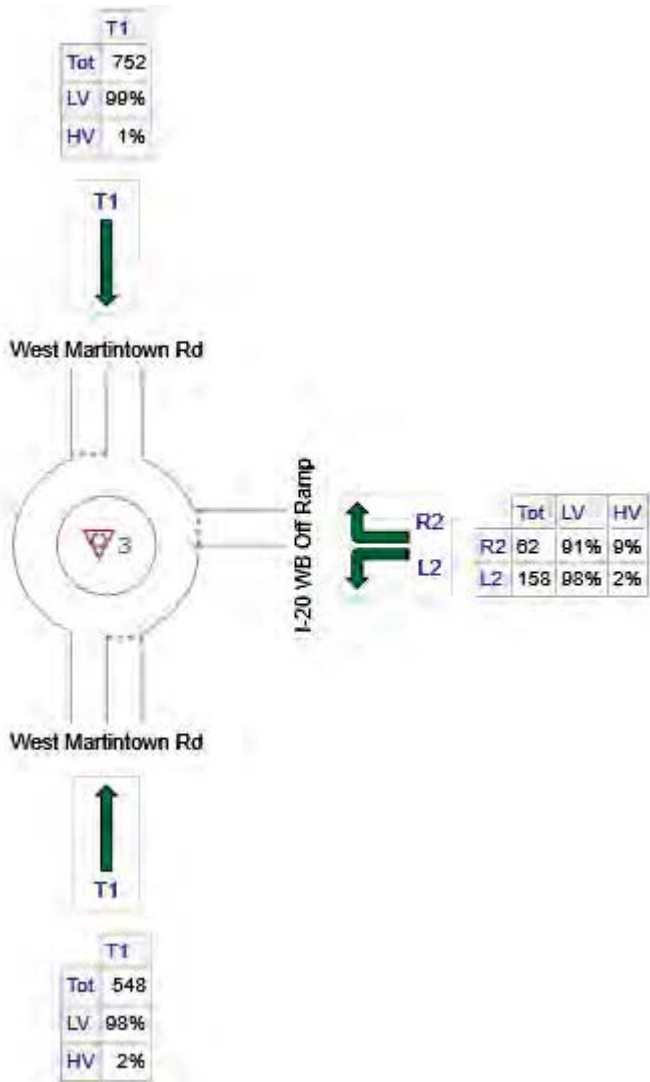 T1
Tot 752
LV 99%
HV 1%
T1
West Martintown Rd
3
I-20 WB Off Ramp
R2
L2
Tot LV HV
R2 62 91% 9%
L2 158 98% 2%
West Martintown Rd
T1
T1
Tot 548
LV 98%
HV 2%